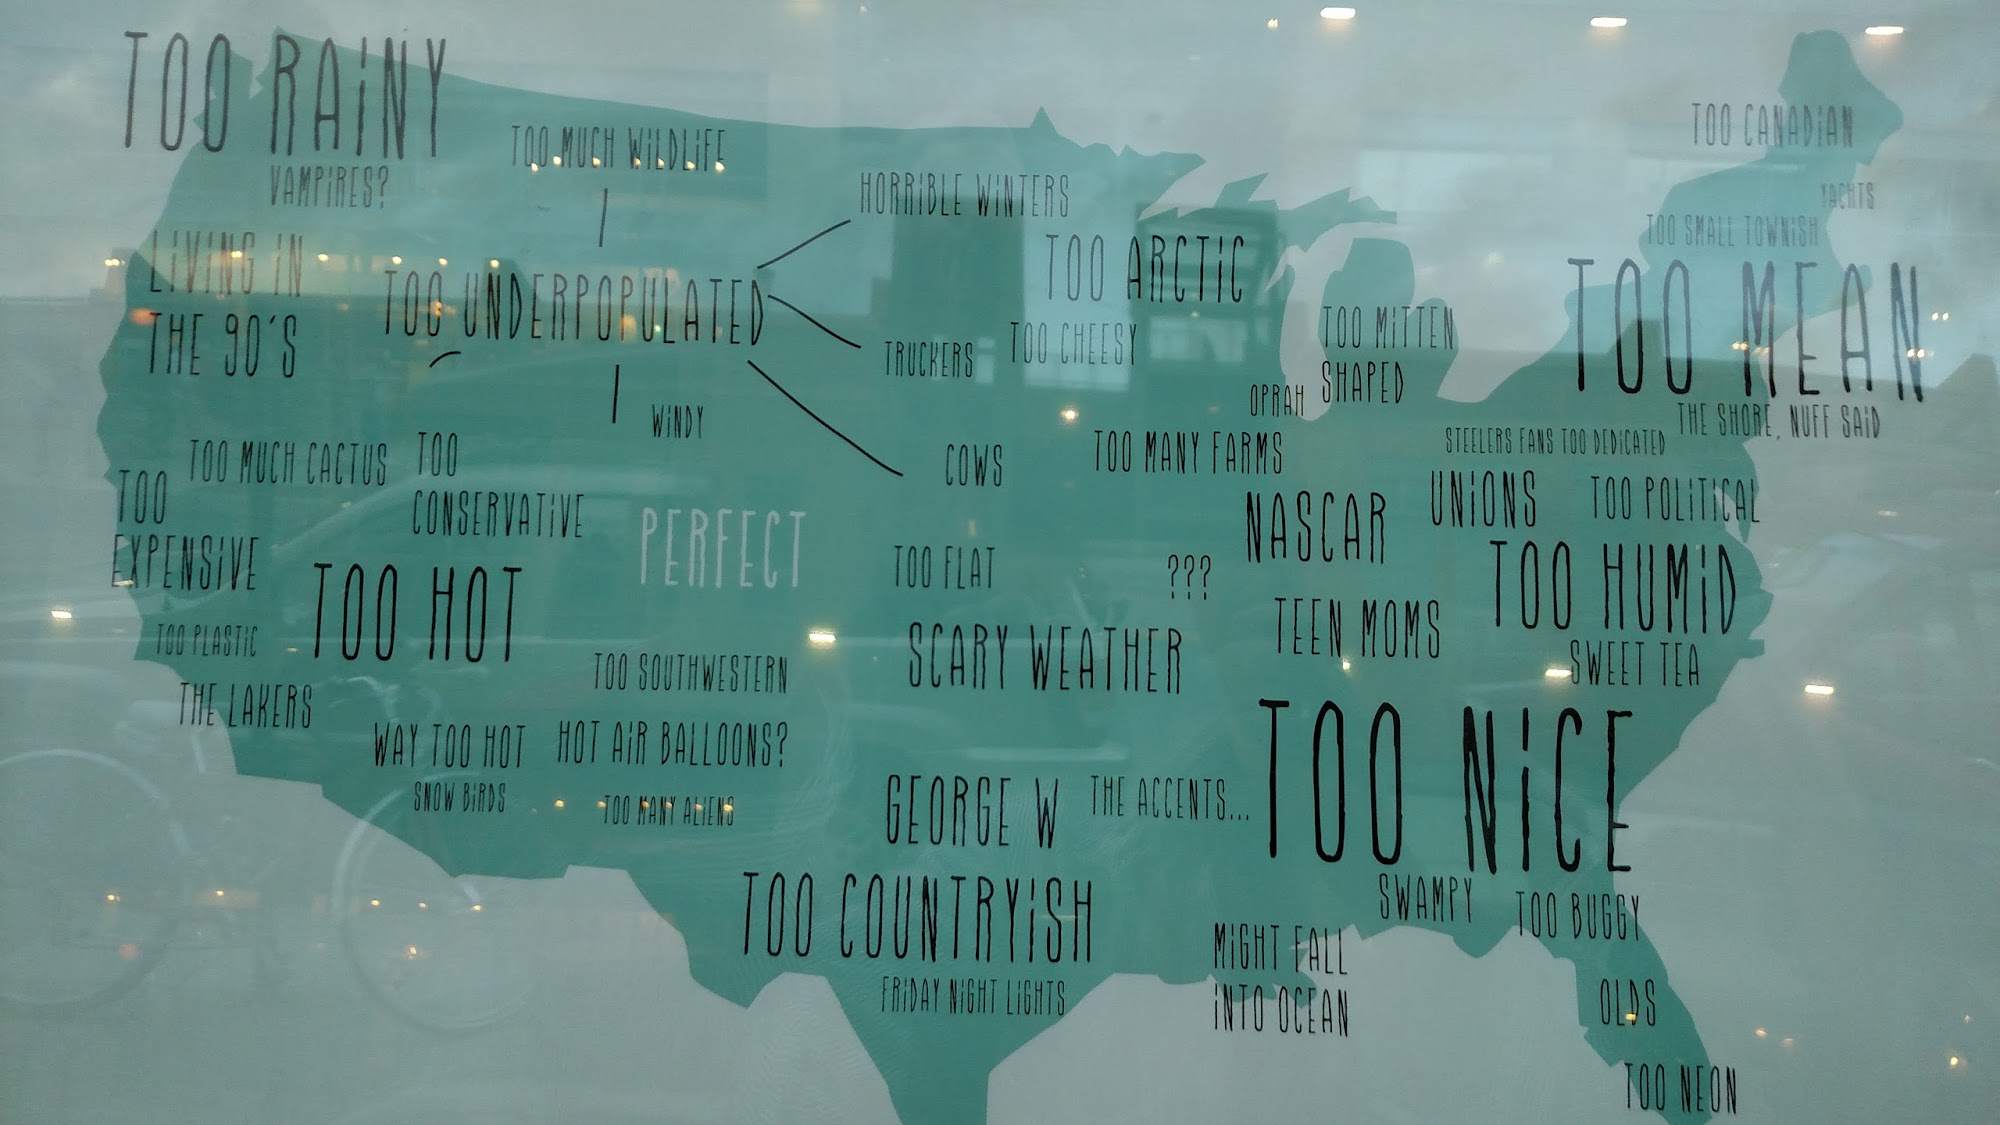 TOO RAINY
VAMPIRES?
TOO MUCH WILDLIFE
HORRIBLE WINTERS
TOO CANADIAN
YACHTS
TOO SMALL TOWNISH
LIVING IN
THE 90'S
TOO UNDERPOPULATED
TOO ARCTIC
TOO MEAN
TRUCKERS
TOO CHEESY
TOO MITTEN
SHAPED
OPRAH
THE SHORE, NUFF SAID
WINDY
STEELERS FANS TOO DEDICATED
TOO MUCH CACTUS
TOO
CONSERVATIVE
COWS
TOO MANY FARMS
TOO
EXPENSIVE
PERFECT
NASCAR
UNIONS
TOO POLITICAL
TOO HOT
TOO FLAT
???
TOO HUMID
TOO PLASTIC
TEEN MOMS
SWEET TEA
THE LAKERS
TOO SOUTHWESTERN
SCARY WEATHER
WAY TOO HOT
HOT AIR BALLOONS?
SNOW BIRDS
TOO MANY ALIENS
GEORGE W
THE ACCENTS...
TOO NICE
TOO COUNTRYISH
SWAMPY
TOO BUGGY
FRIDAY NIGHT LIGHTS
MIGHT FALL
INTO OCEAN
OLDS
TOO NEON